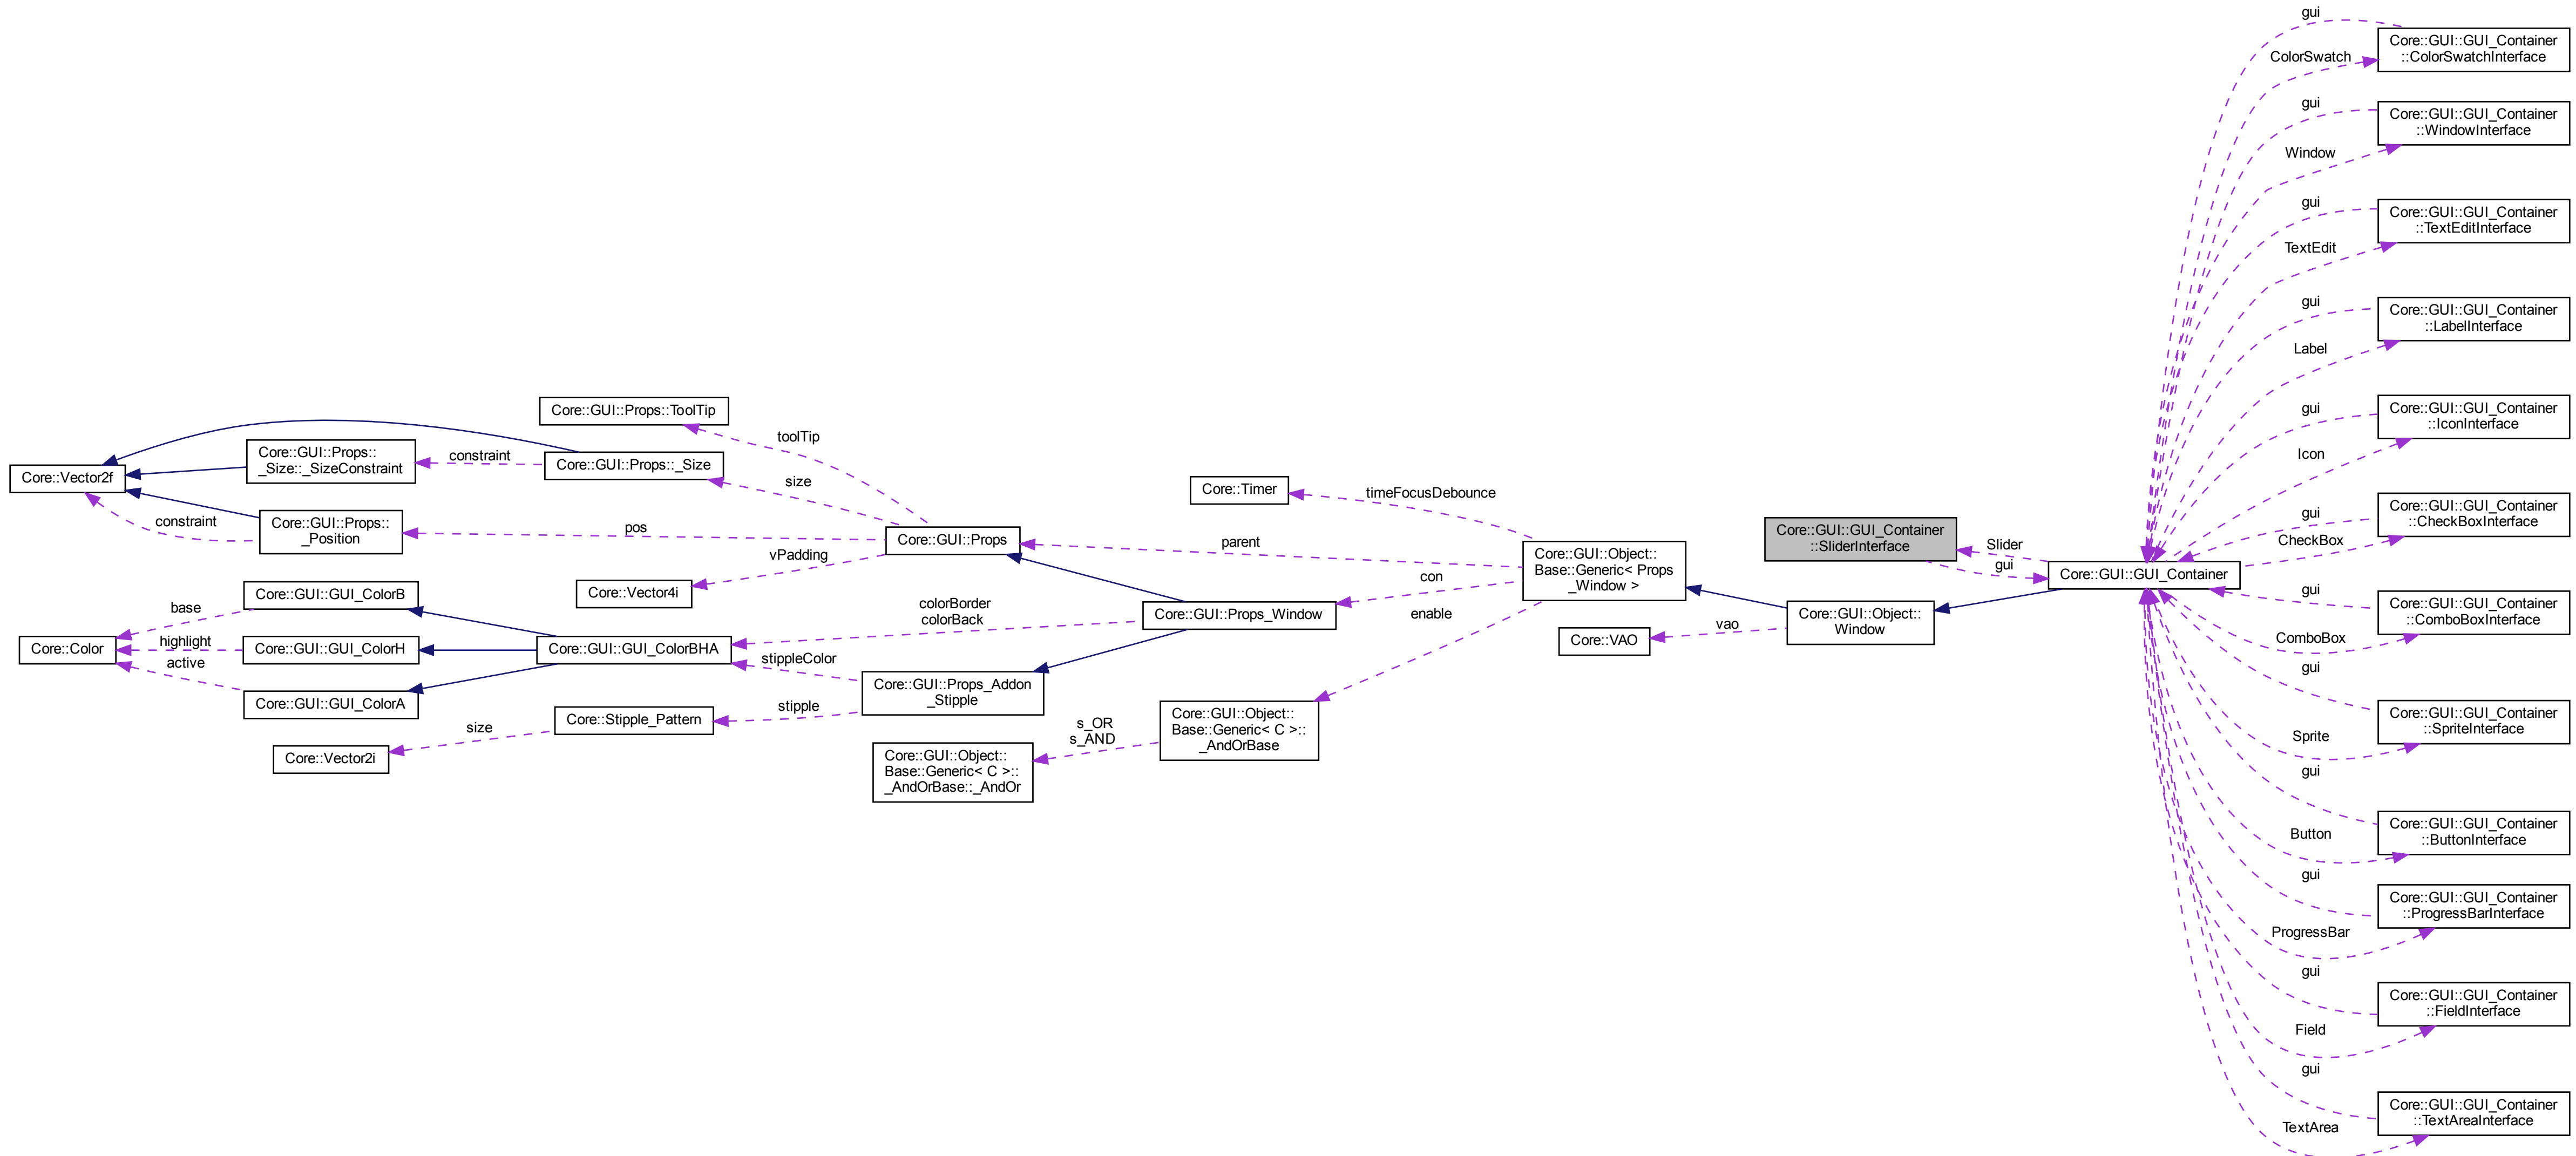 gui
Core::GUI::GUI_Container
::ColorSwatchInterface
ColorSwatch
gui
Core::GUI::GUI_Container
::WindowInterface
Window
gui
Core::GUI::GUI_Container
::TextEditInterface
TextEdit
gui
Core::GUI::GUI_Container
::LabelInterface
Label
gui
Core::GUI::GUI_Container
::IconInterface
Icon
gui
Core::GUI::GUI_Container
::CheckBoxInterface
CheckBox
gui
Core::GUI::GUI_Container
::ComboBoxInterface
ComboBox
gui
Core::GUI::GUI_Container
::SpriteInterface
Sprite
gui
Core::GUI::GUI_Container
::ButtonInterface
Button
gui
Core::GUI::GUI_Container
::ProgressBarInterface
ProgressBar
gui
Core::GUI::GUI_Container
::FieldInterface
Field
gui
Core::GUI::GUI_Container
::TextAreaInterface
TextArea
Core::GUI::GUI_Container
Slider
gui
Core::GUI::GUI_Container
::SliderInterface
Core::GUI::Object::
Window
vao
Core::VAO
Core::GUI::Object::
Base::Generic< Props
_Window >
timeFocusDebounce
parent
con
enable
Core::Timer
Core::GUI::Props_Window
Core::GUI::Object::
Base::Generic< C >::
_AndOrBase
s_OR
s_AND
Core::GUI::Object::
Base::Generic< C >::
_AndOrBase::_AndOr
Core::GUI::Props
toolTip
size
pos
vPadding
colorBorder
colorBack
stippleColor
stipple
Core::GUI::Props_Addon
_Stipple
Core::GUI::Props::ToolTip
Core::GUI::Props::_Size
Core::Vector4i
Core::GUI::GUI_ColorBHA
Core::Stipple_Pattern
constraint
size
Core::GUI::Props::
_Size::_SizeConstraint
Core::GUI::Props::
_Position
Core::GUI::GUI_ColorB
Core::GUI::GUI_ColorH
Core::GUI::GUI_ColorA
Core::Vector2i
constraint
base
highlight
active
Core::Vector2f
Core::Color